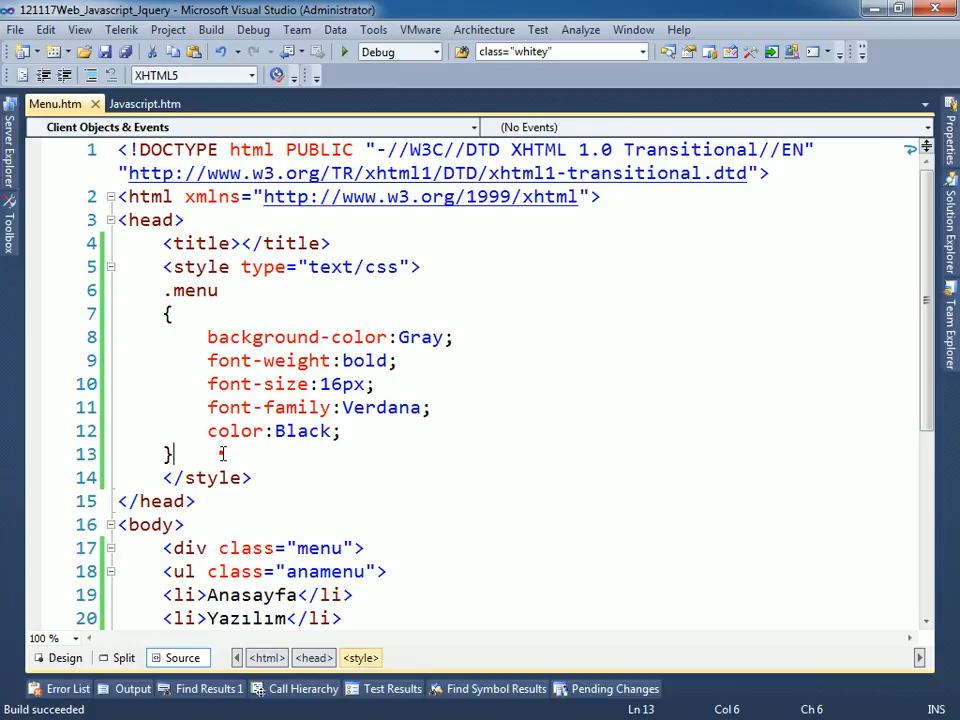 121117Web_Javascript_Jquery - Microsoft Visual Studio (Administrator)
File Edit View Telerik Project Build Debug Team Data Tools VMware Architecture Test Analyze Window Help
Debug class="whitey"
XHTML5
Menu.htm Javascript.htm
Client Objects & Events (No Events)
1 <!DOCTYPE html PUBLIC "-//W3C//DTD XHTML 1.0 Transitional//EN"
"http://www.w3.org/TR/xhtml1/DTD/xhtml1-transitional.dtd">
2 <html xmlns="http://www.w3.org/1999/xhtml">
3 <head>
4 <title></title>
5 <style type="text/css">
6 .menu
7 {
8 background-color:Gray;
9 font-weight:bold;
10 font-size:16px;
11 font-family:Verdana;
12 color:Black;
13 }
14 </style>
15 </head>
16 <body>
17 <div class="menu">
18 <ul class="anamenu">
19 <li>Anasayfa</li>
20 <li>Yazılım</li>
100 %
Design Split Source <html> <head> <style>
Error List Output Find Results 1 Call Hierarchy Test Results Find Symbol Results Pending Changes
Build succeeded Ln 13 Col 6 Ch 6 INS
Server Explorer
Toolbox
Properties
Solution Explorer
Team Explorer